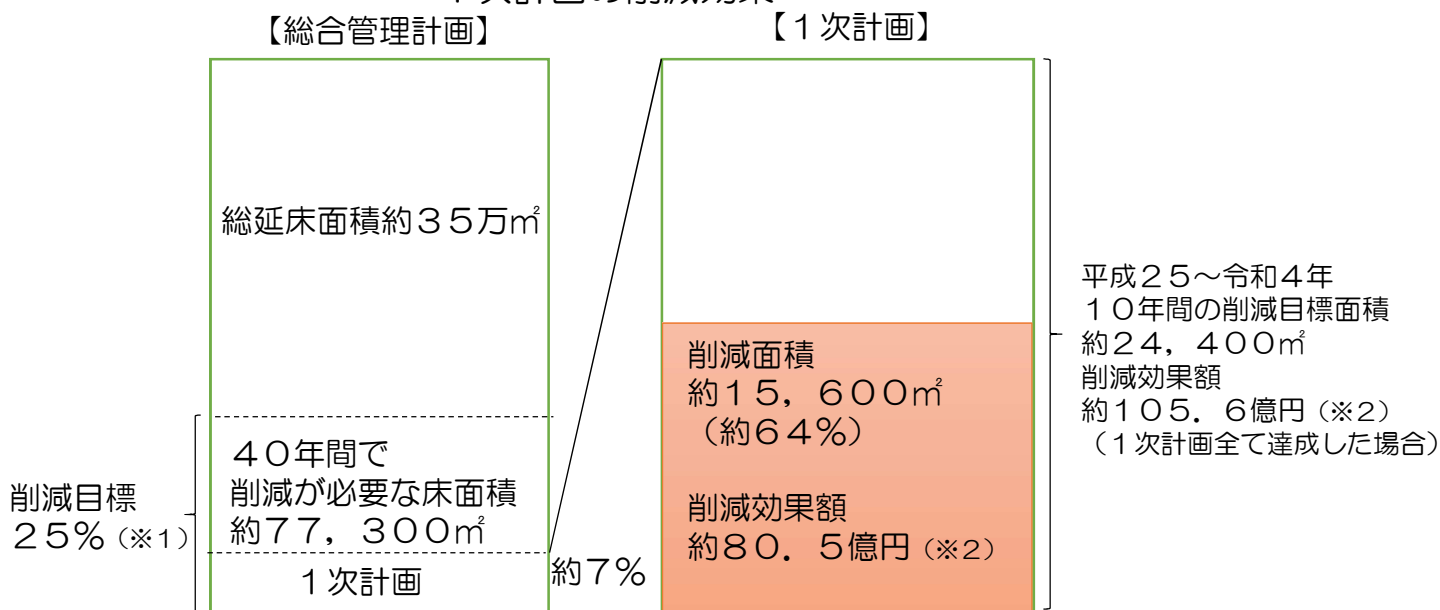 【総合管理計画】
【１次計画】
総延床面積約３５万㎡
４０年間で
削減が必要な床面積
約７７，３００㎡
削減目標
２５％（※１）
１次計画
約７％
削減面積
約１５，６００㎡
（約６４％）
削減効果額
約８０．５億円（※２）
平成２５～令和４年
１０年間の削減目標面積
約２４，４００㎡
削減効果額
約１０５．６億円（※２）
（１次計画全て達成した場合）